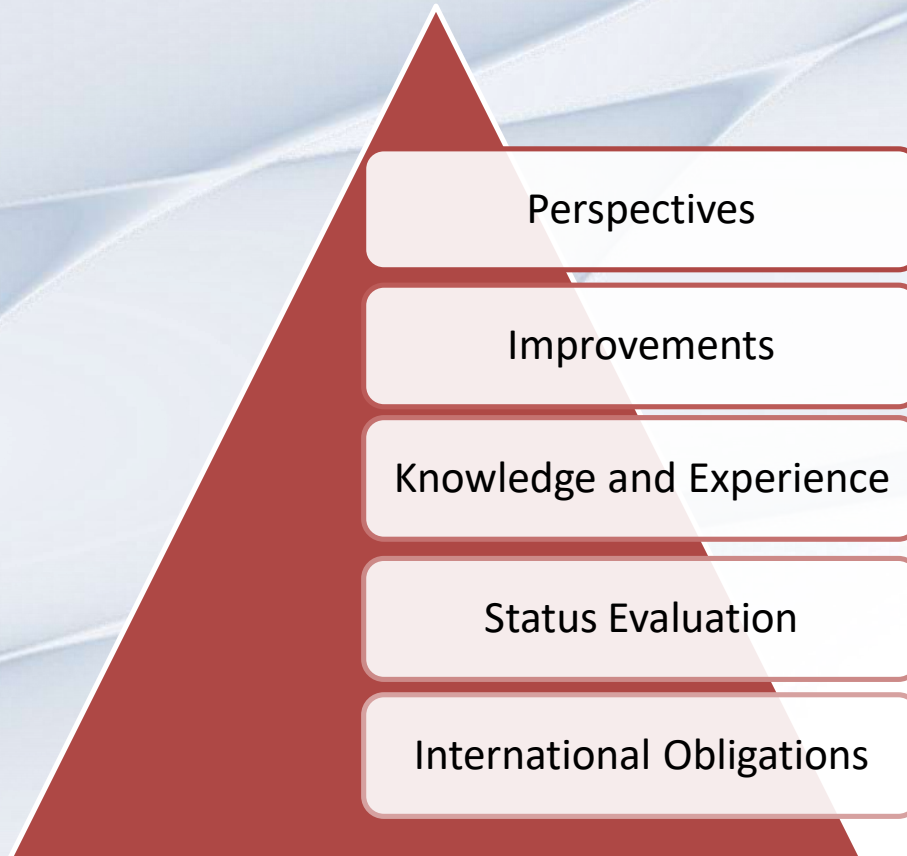 Perspectives
Improvements
Knowledge and Experience
Status Evaluation
International Obligations